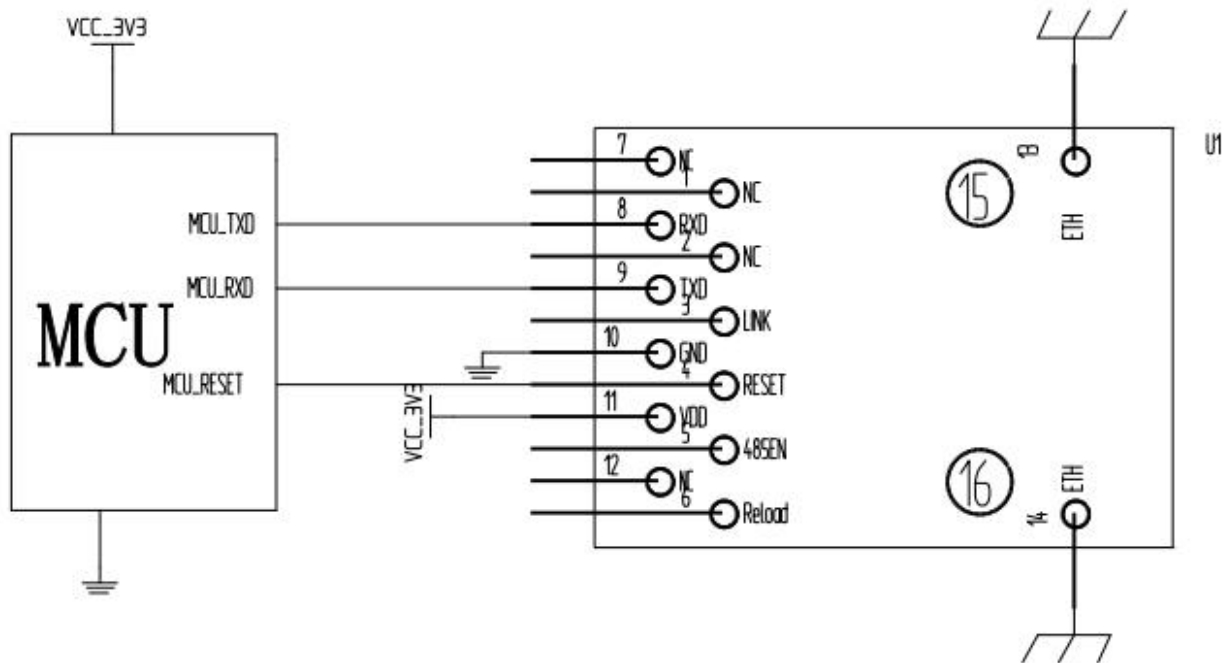 VCC_3V3
U1
7
NC
1
NC
13
15
MCU_TXD
8
RXD
2
NC
ETH
MCU_RXD
9
TXD
3
LINK
MCU
10
GND
4
MCU_RESET
RESET
VCC_3V3
11
VDD
5
485EN
12
NC
6
Reload
16
ETH
14